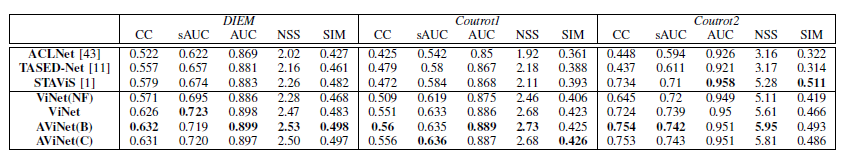 DIEM Coutrot1 Coutrot2
CC sAUC AUC NSS SIM CC sAUC AUC NSS SIM CC sAUC AUC NSS SIM
ACLNet [43] 0.522 0.622 0.869 2.02 0.427 0.425 0.542 0.85 1.92 0.361 0.448 0.594 0.926 3.16 0.322
TASED-Net [11] 0.557 0.657 0.881 2.16 0.461 0.479 0.58 0.867 2.18 0.388 0.437 0.611 0.921 3.17 0.314
STAViS [1] 0.579 0.674 0.883 2.26 0.482 0.472 0.584 0.868 2.11 0.393 0.734 0.71 0.958 5.28 0.511
ViNet(NF) 0.571 0.695 0.886 2.28 0.468 0.509 0.619 0.875 2.46 0.406 0.645 0.72 0.949 5.11 0.419
ViNet 0.626 0.723 0.898 2.47 0.483 0.551 0.633 0.886 2.68 0.423 0.724 0.739 0.95 5.61 0.466
AViNet(B) 0.632 0.719 0.899 2.53 0.498 0.56 0.635 0.889 2.73 0.425 0.754 0.742 0.951 5.95 0.493
AViNet(C) 0.631 0.720 0.897 2.50 0.497 0.556 0.636 0.887 2.68 0.426 0.753 0.743 0.951 5.81 0.486